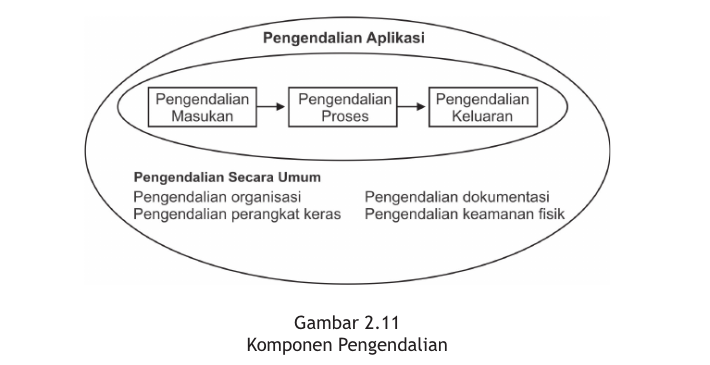 Pengendalian Aplikasi
Pengendalian
Masukan
Pengendalian
Proses
Pengendalian
Keluaran
Pengendalian Secara Umum
Pengendalian organisasi
Pengendalian perangkat keras
Pengendalian dokumentasi
Pengendalian keamanan fisik
Gambar 2.11
Komponen Pengendalian